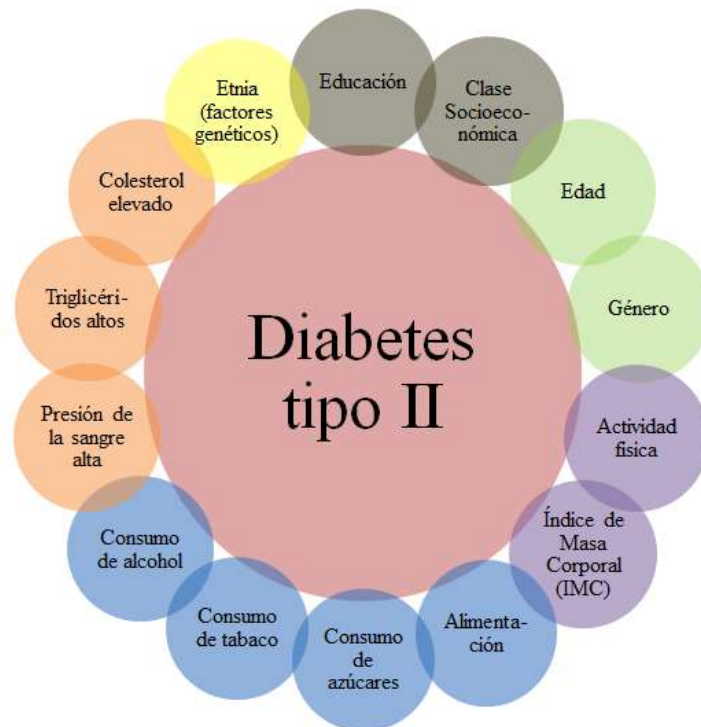 Diabetes
tipo II
Educación
Clase
Socioeco-
nómica
Edad
Género
Actividad
física
Índice de
Masa
Corporal
(IMC)
Alimenta-
ción
Consumo
de
azúcares
Consumo
de tabaco
Consumo
de alcohol
Presión de
la sangre
alta
Triglicéri-
dos altos
Colesterol
elevado
Etnia
(factores
genéticos)